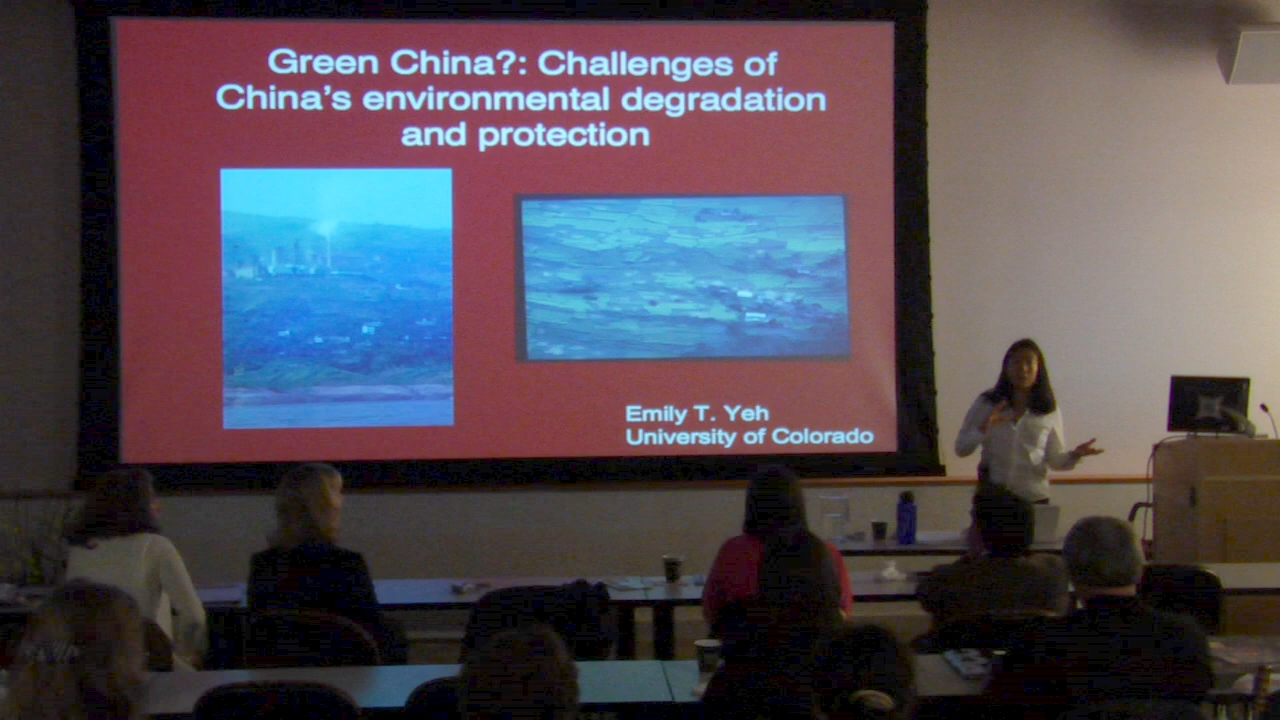 Green China?: Challenges of
China's environmental degradation
and protection
Emily T. Yeh
University of Colorado